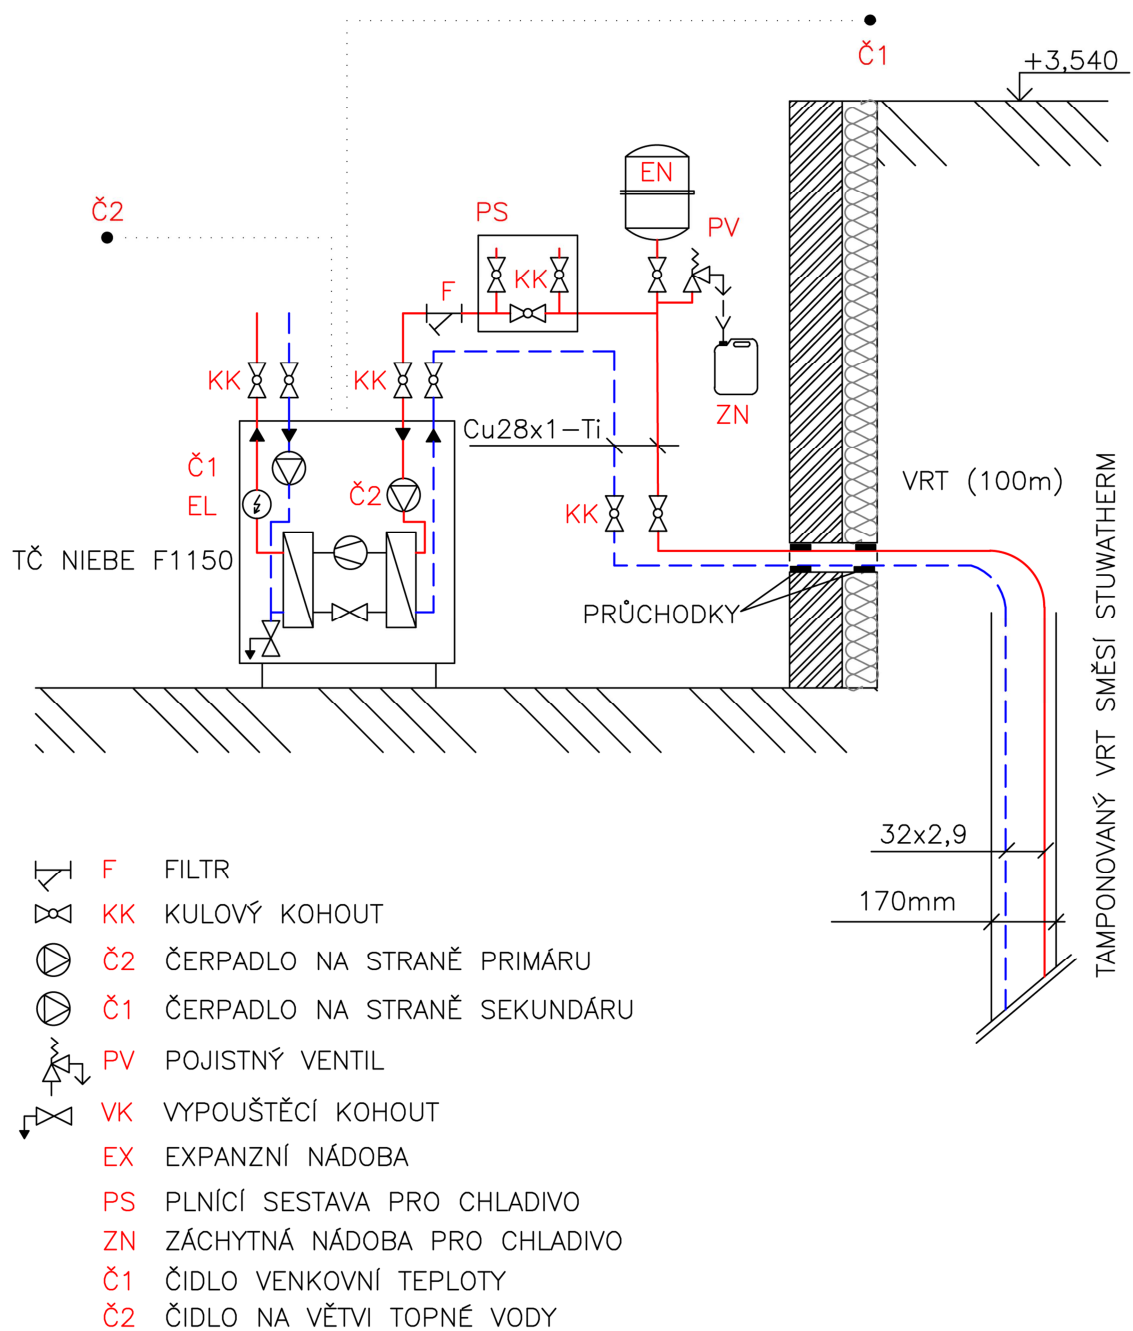 Č1
+3,540
EN
Č2
PS
PV
KK
F
KK
KK
ZN
Cu28x1-Ti
Č1
VRT (100m)
Č2
EL
KK
TČ NIEBE F1150
PRŮCHODKY
TAMPONOVANÝ VRT SMĚSÍ STUWATHERM
32x2,9
170mm
F FILTR
KK KULOVÝ KOHOUT
Č2 ČERPADLO NA STRANĚ PRIMÁRU
Č1 ČERPADLO NA STRANĚ SEKUNDÁRU
PV POJISTNÝ VENTIL
VK VYPOUŠTĚCÍ KOHOUT
EX EXPANZNÍ NÁDOBA
PS PLNÍCÍ SESTAVA PRO CHLADIVO
ZN ZÁCHYTNÁ NÁDOBA PRO CHLADIVO
Č1 ČIDLO VENKOVNÍ TEPLOTY
Č2 ČIDLO NA VĚTVI TOPNÉ VODY